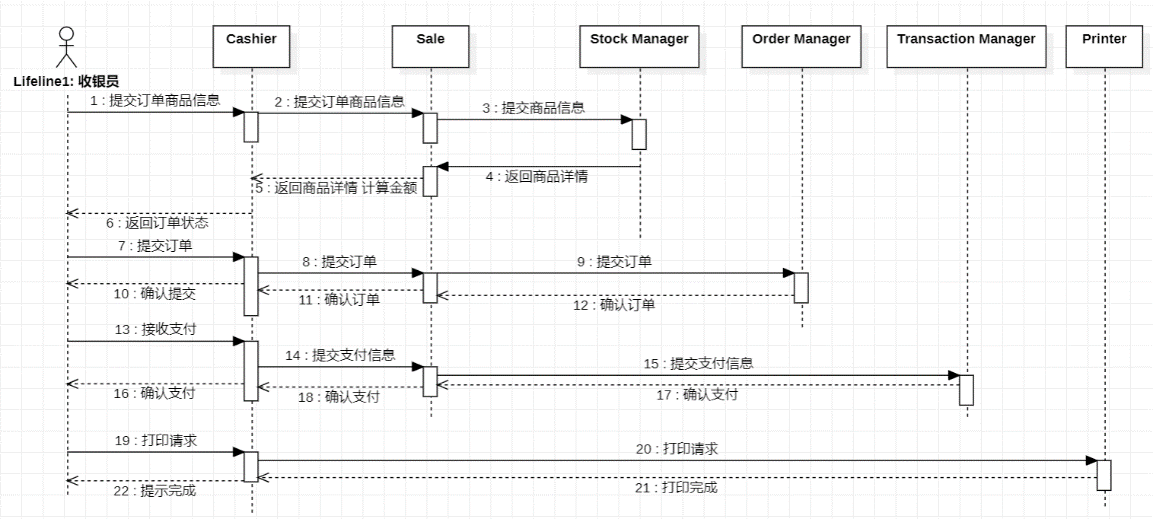 Cashier
Sale
Stock Manager
Order Manager
Transaction Manager
Printer
Lifeline1: 收银员
1 : 提交订单商品信息
2 : 提交订单商品信息
3 : 提交商品信息
4 : 返回商品详情
5 : 返回商品详情 计算金额
6 : 返回订单状态
7 : 提交订单
8 : 提交订单
9 : 提交订单
10 : 确认提交
11 : 确认订单
12 : 确认订单
13 : 接收支付
14 : 提交支付信息
15 : 提交支付信息
16 : 确认支付
18 : 确认支付
17 : 确认支付
19 : 打印请求
20 : 打印请求
22 : 提示完成
21 : 打印完成